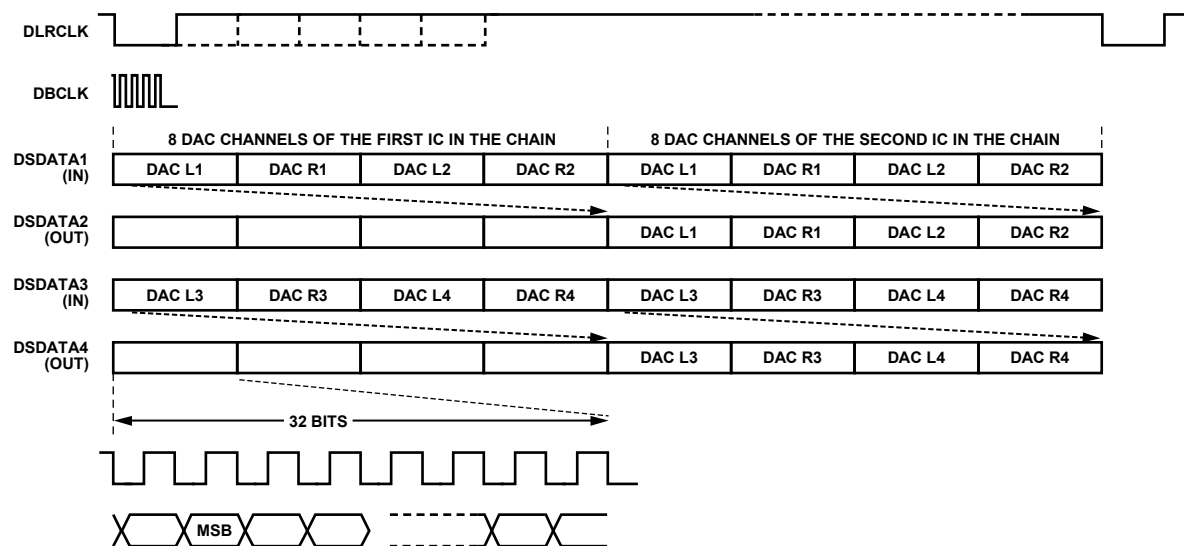 DLRCLK
DBCLK
8 DAC CHANNELS OF THE FIRST IC IN THE CHAIN 8 DAC CHANNELS OF THE SECOND IC IN THE CHAIN
DSDATA1
(IN)
DAC L1 DAC R1 DAC L2 DAC R2 DAC L1 DAC R1 DAC L2 DAC R2
DSDATA2
(OUT)
DAC L1 DAC R1 DAC L2 DAC R2
DSDATA3
(IN)
DAC L3 DAC R3 DAC L4 DAC R4 DAC L3 DAC R3 DAC L4 DAC R4
DSDATA4
(OUT)
DAC L3 DAC R3 DAC L4 DAC R4
32 BITS
MSB